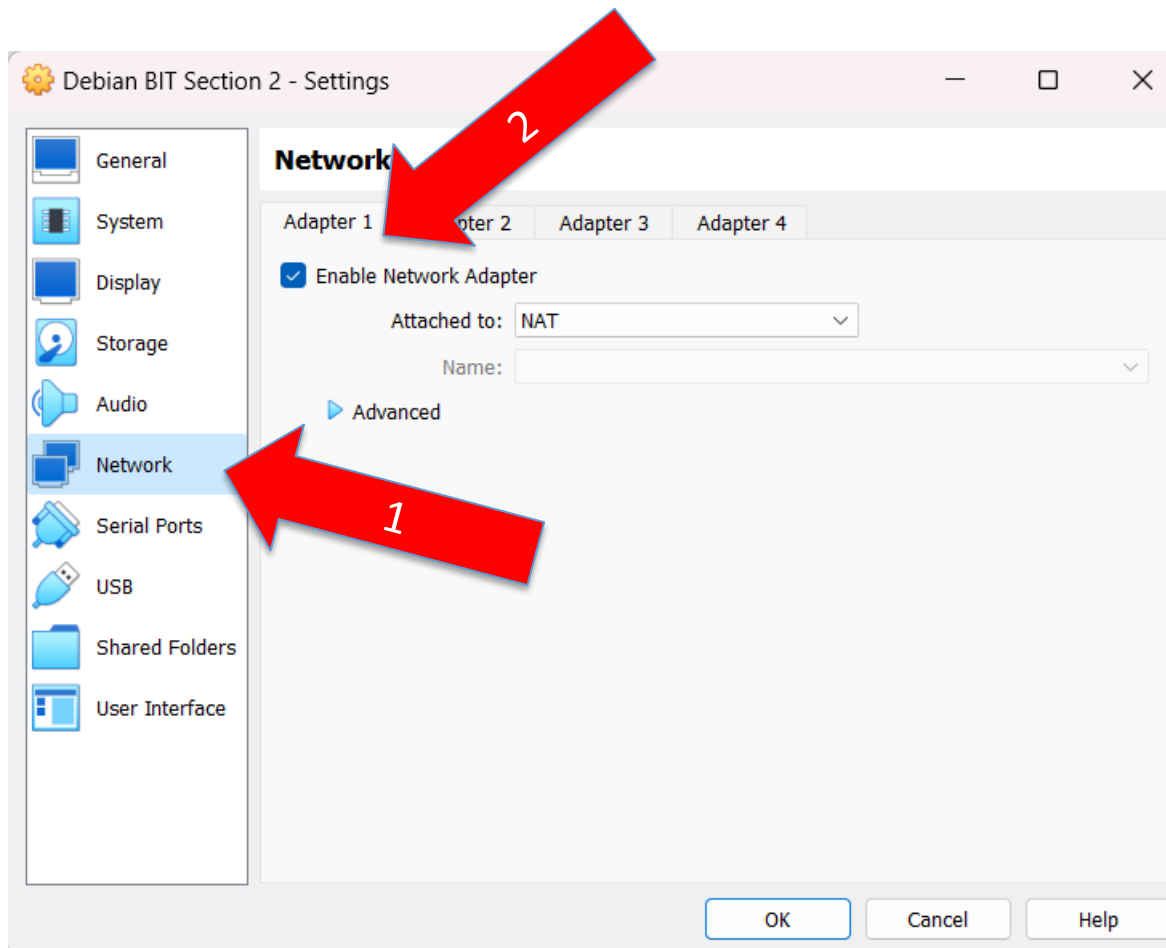 Debian BIT Section 2 - Settings
2
General
Network
System
Adapter 1
pter 2
Adapter 3
Adapter 4
Display
Enable Network Adapter
Attached to: NAT
Storage
Name:
Audio
Advanced
Network
1
Serial Ports
USB
Shared Folders
User Interface
OK
Cancel
Help